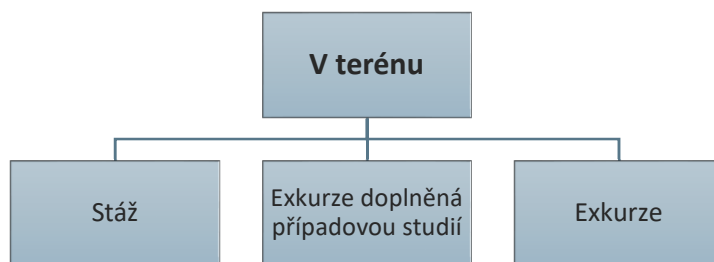 V terénu
Stáž
Exkurze doplněná
případovou studií
Exkurze